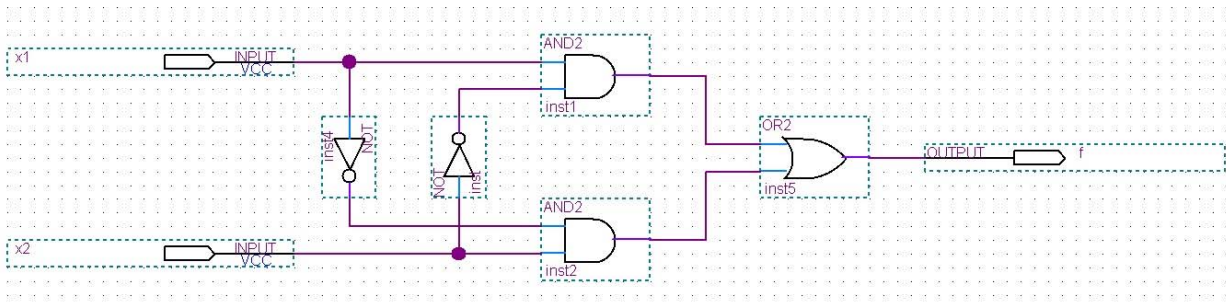 x1
INPUT
VCC
AND2
inst1
inst4
NOT
NOT
inst
OR2
inst5
OUTPUT
f
AND2
inst2
x2
INPUT
VCC